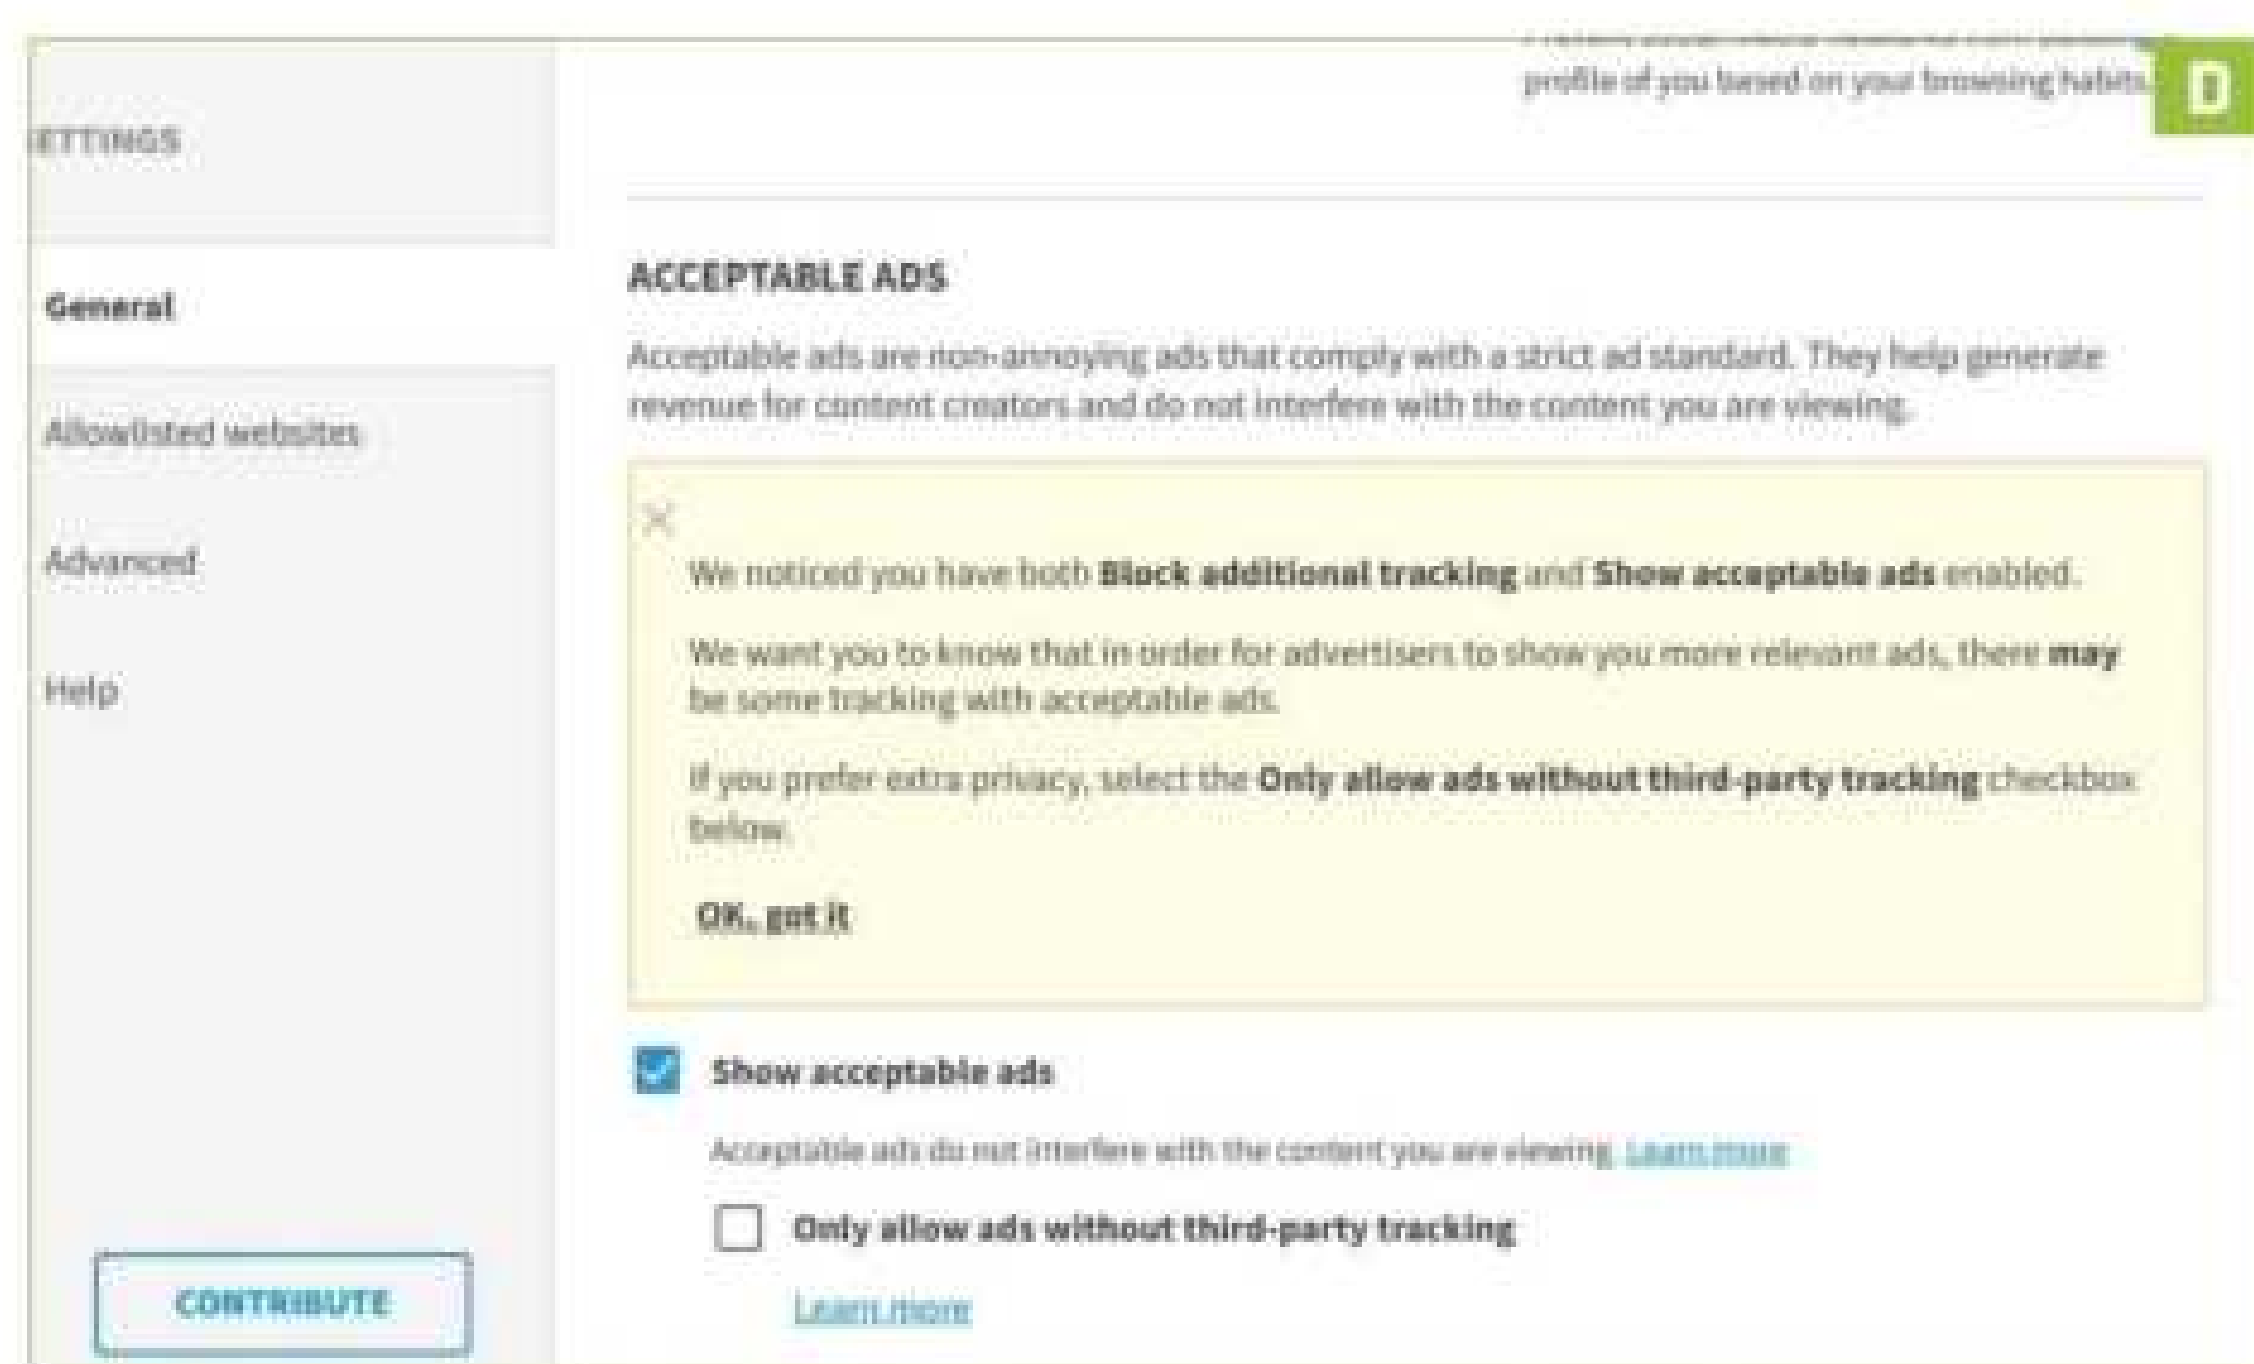 profile of you based on your browsing habits.
D
ETTINGS
General
Allowlisted websites
Advanced
Help
CONTRIBUTE
ACCEPTABLE ADS
Acceptable ads are non-annoying ads that comply with a strict ad standard. They help generate
revenue for content creators and do not interfere with the content you are viewing.
We noticed you have both Block additional tracking and Show acceptable ads enabled.
We want you to know that in order for advertisers to show you more relevant ads, there may
be some tracking with acceptable ads.
If you prefer extra privacy, select the Only allow ads without third-party tracking checkbox
below.
OK, got it
Show acceptable ads
Acceptable ads do not interfere with the content you are viewing. Learn more
Only allow ads without third-party tracking
Learn more